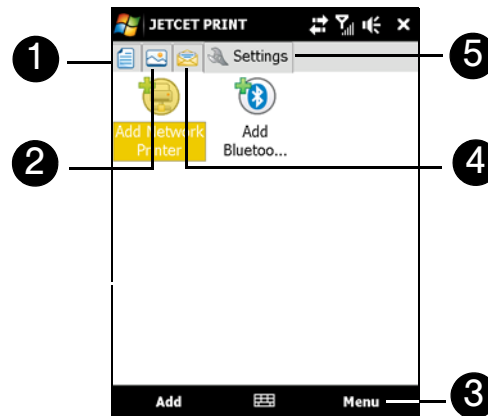 JETCET PRINT
1
Settings
5
Add Network
Printer
Add
Bluetoo...
2
4
Add
Menu
3